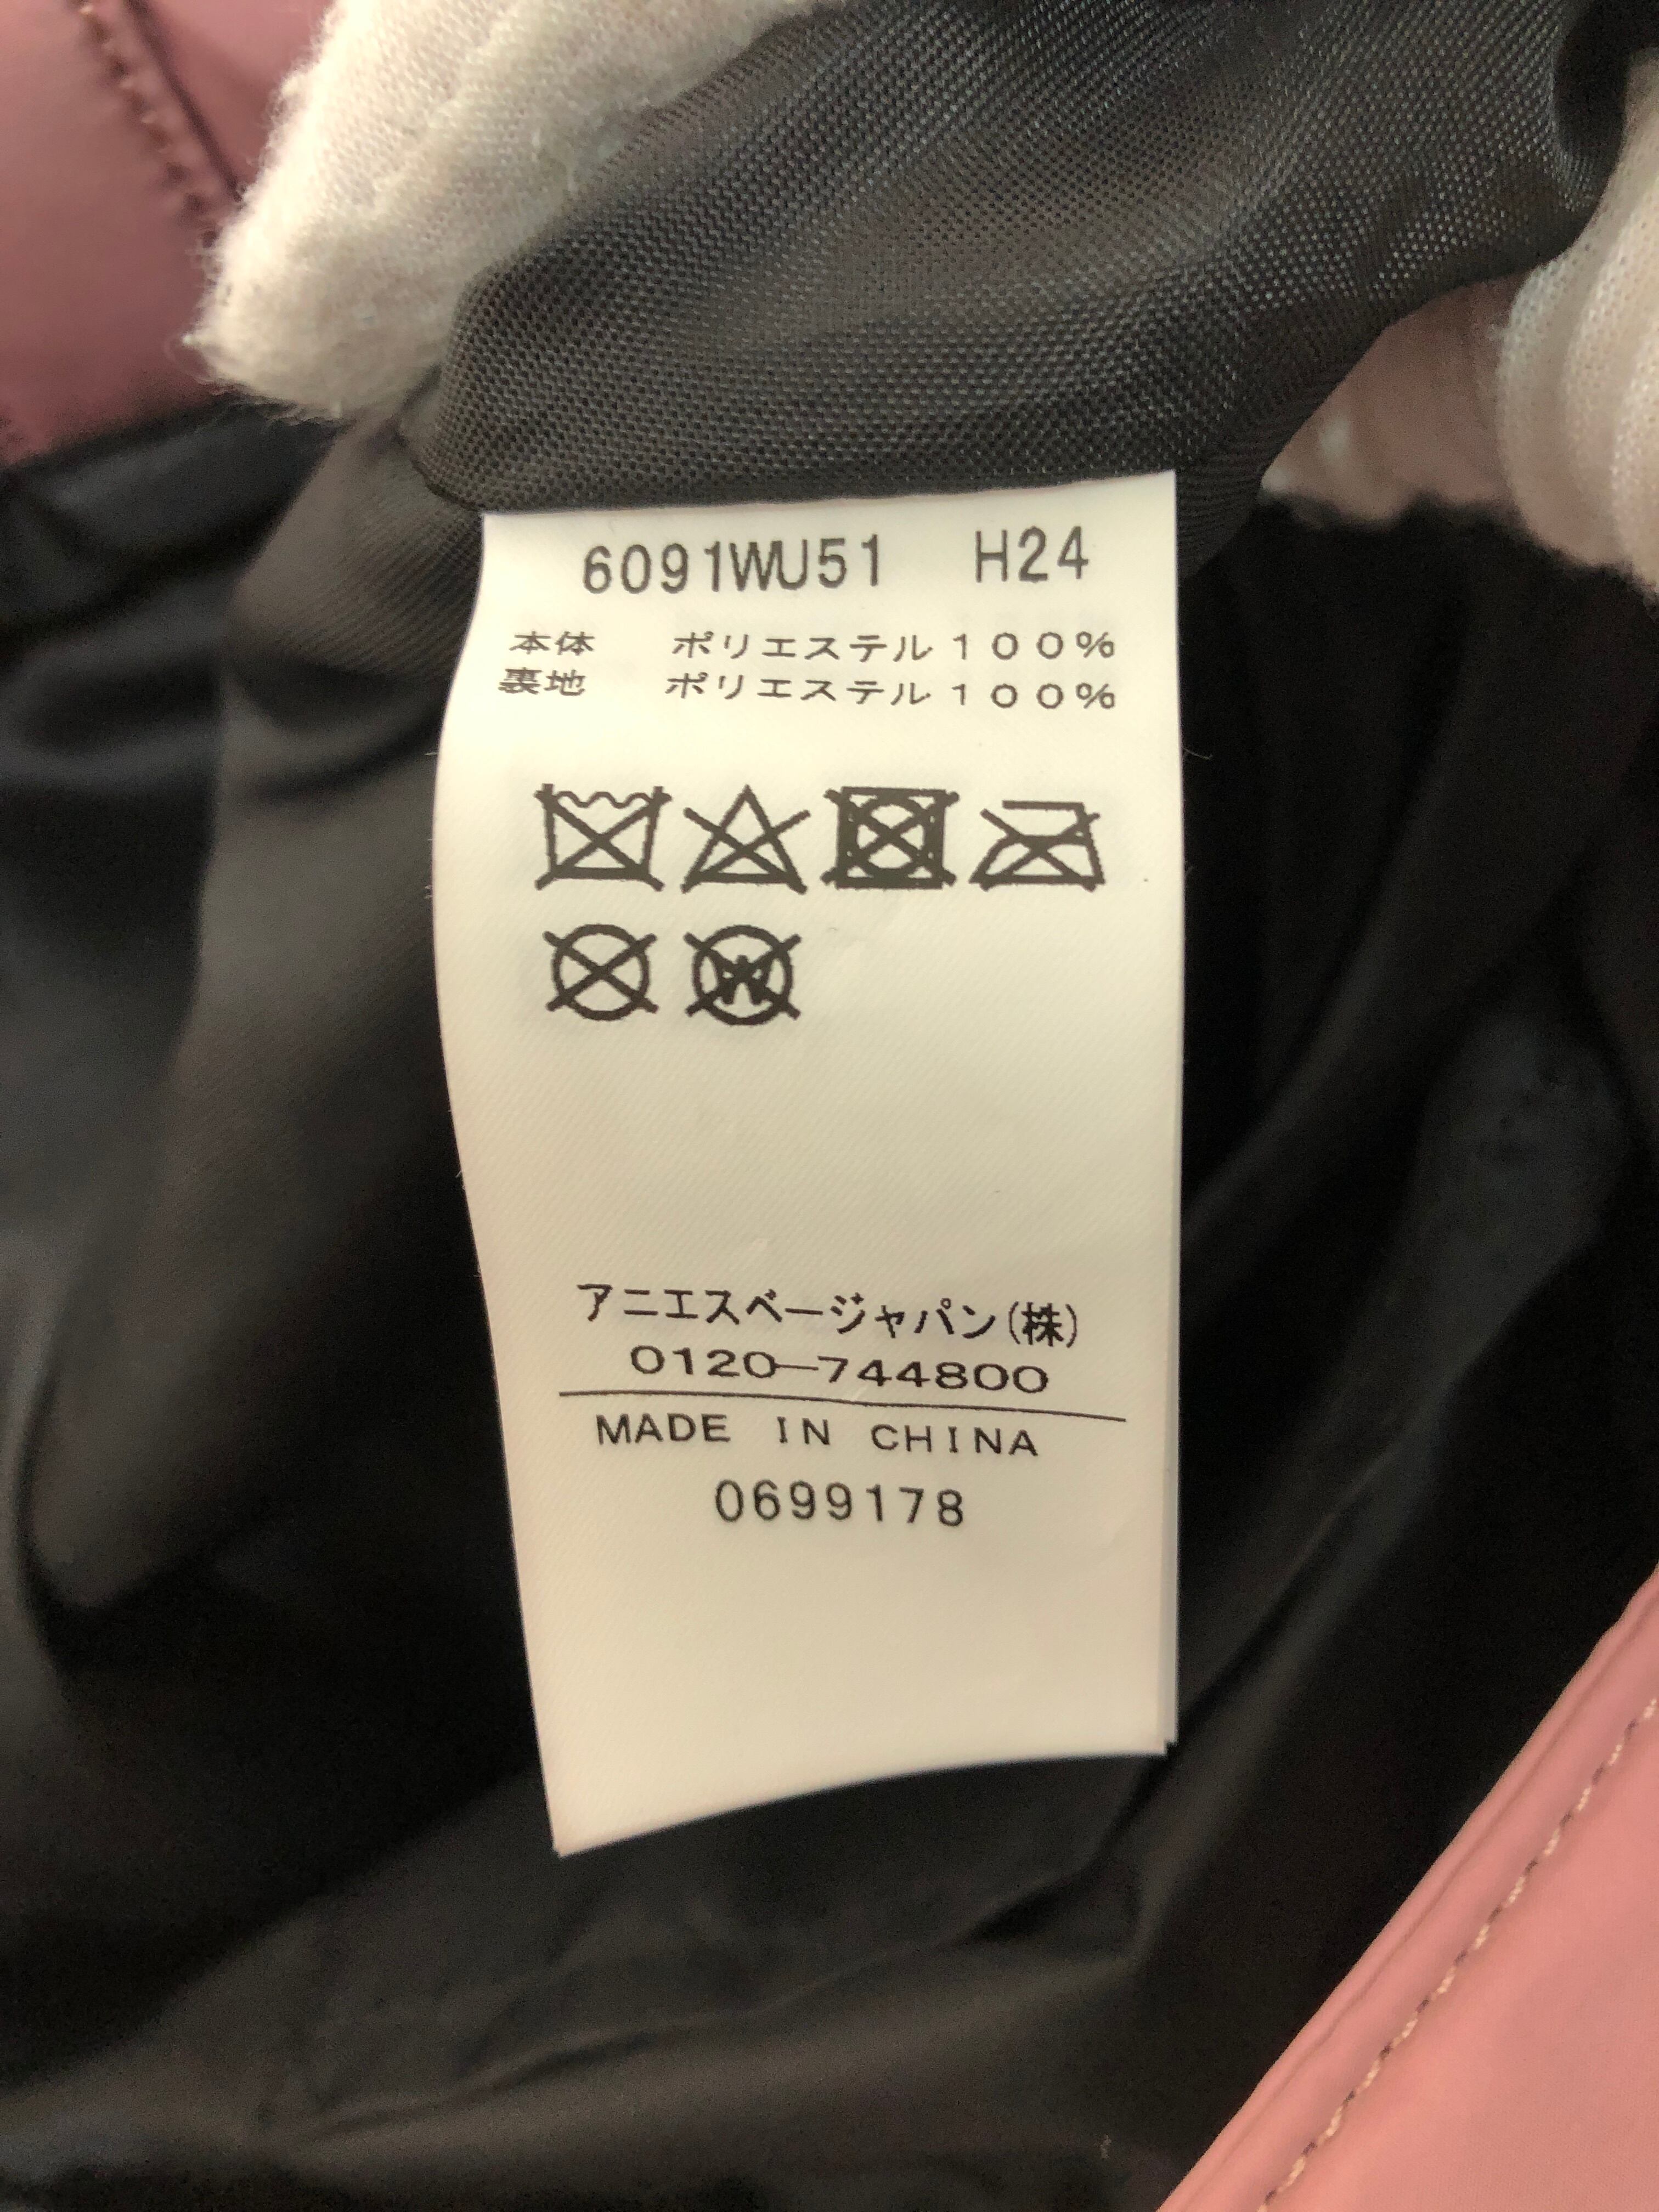 6091WU51 H24
本体 ポリエステル100%
裏地 ポリエステル100%
W
アニエスベージャパン(株)
0120-744800
MADE IN CHINA
0699178